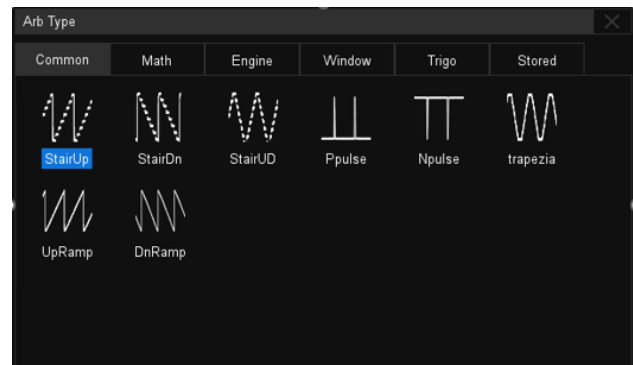 Arb Type
Common Math Engine Window Trigo Stored
StairUp StairDn StairUD Ppulse Npulse trapezia
UpRamp DnRamp